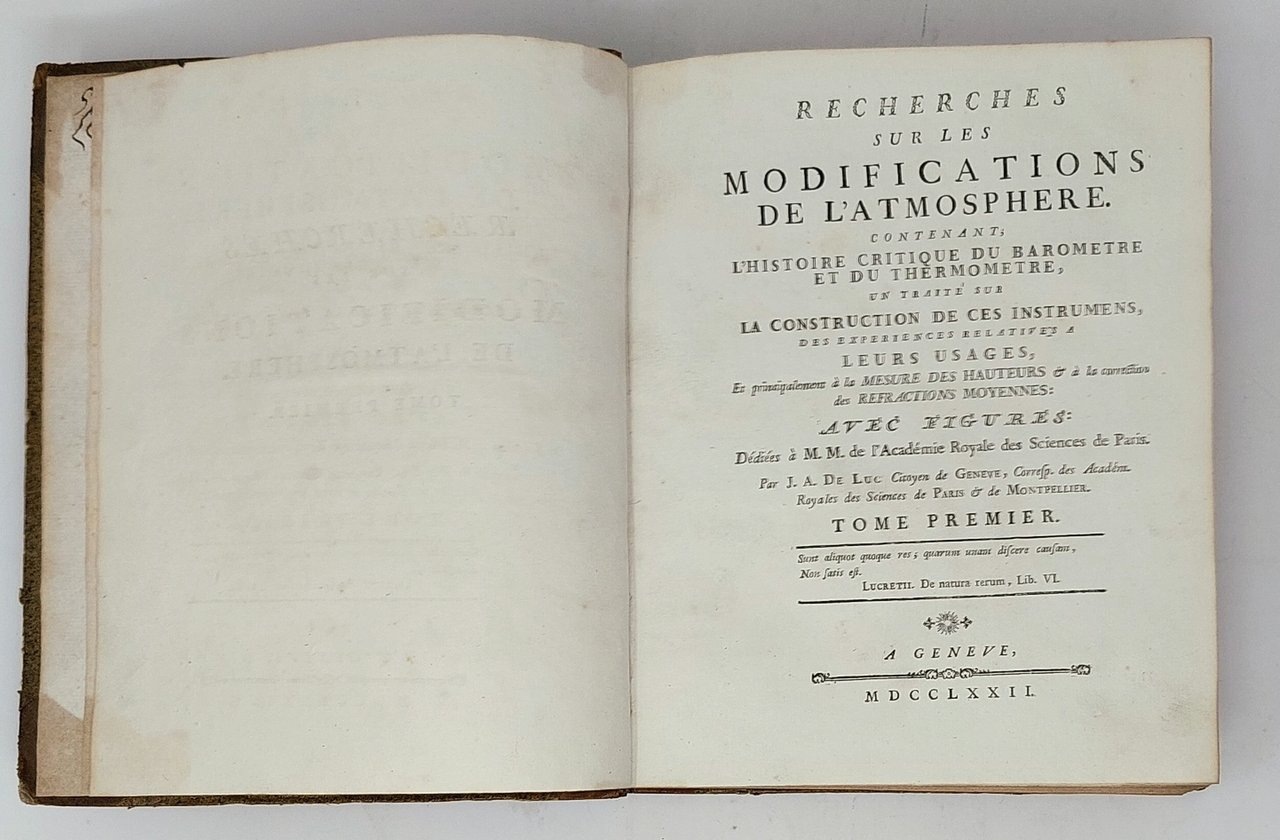 RECHERCHES
SUR LES
MODIFICATIONS
DE L'ATMOSPHERE.
CONTENANT,
L'HISTOIRE CRITIQUE DU BAROMETRE
ET DU THERMOMETRE,
UN TRAITÉ SUR
LA CONSTRUCTION DE CES INSTRUMENS,
DES EXPERIENCES RELATIVES A
LEURS USAGES,
Et principalement à la MESURE DES HAUTEURS & à la correction
des REFRACTIONS MOYENNES:
AVEC FIGURES:
Dédiées à M. M. de l'Académie Royale des Sciences de Paris.
Par J. A. DE LUC Citoyen de GENEVE, Corresp. des Académ.
Royales des Sciences de PARIS & de MONTPELLIER.
TOME PREMIER.
Sunt aliquot quoque res; quarum unam diſcere cauſam,
Non ſatis eſt.
LUCRETII. De natura rerum, Lib. VI.
A GENEVE,
MDCCLXXII.